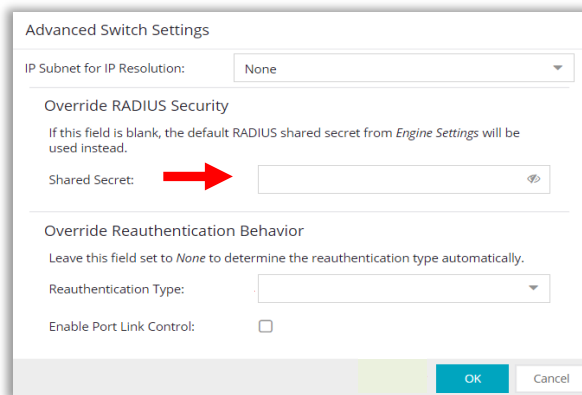 Advanced Switch Settings
IP Subnet for IP Resolution: None
Override RADIUS Security
If this field is blank, the default RADIUS shared secret from Engine Settings will be
used instead.
Shared Secret:
Override Reauthentication Behavior
Leave this field set to None to determine the reauthentication type automatically.
Reauthentication Type:
Enable Port Link Control:
OK Cancel